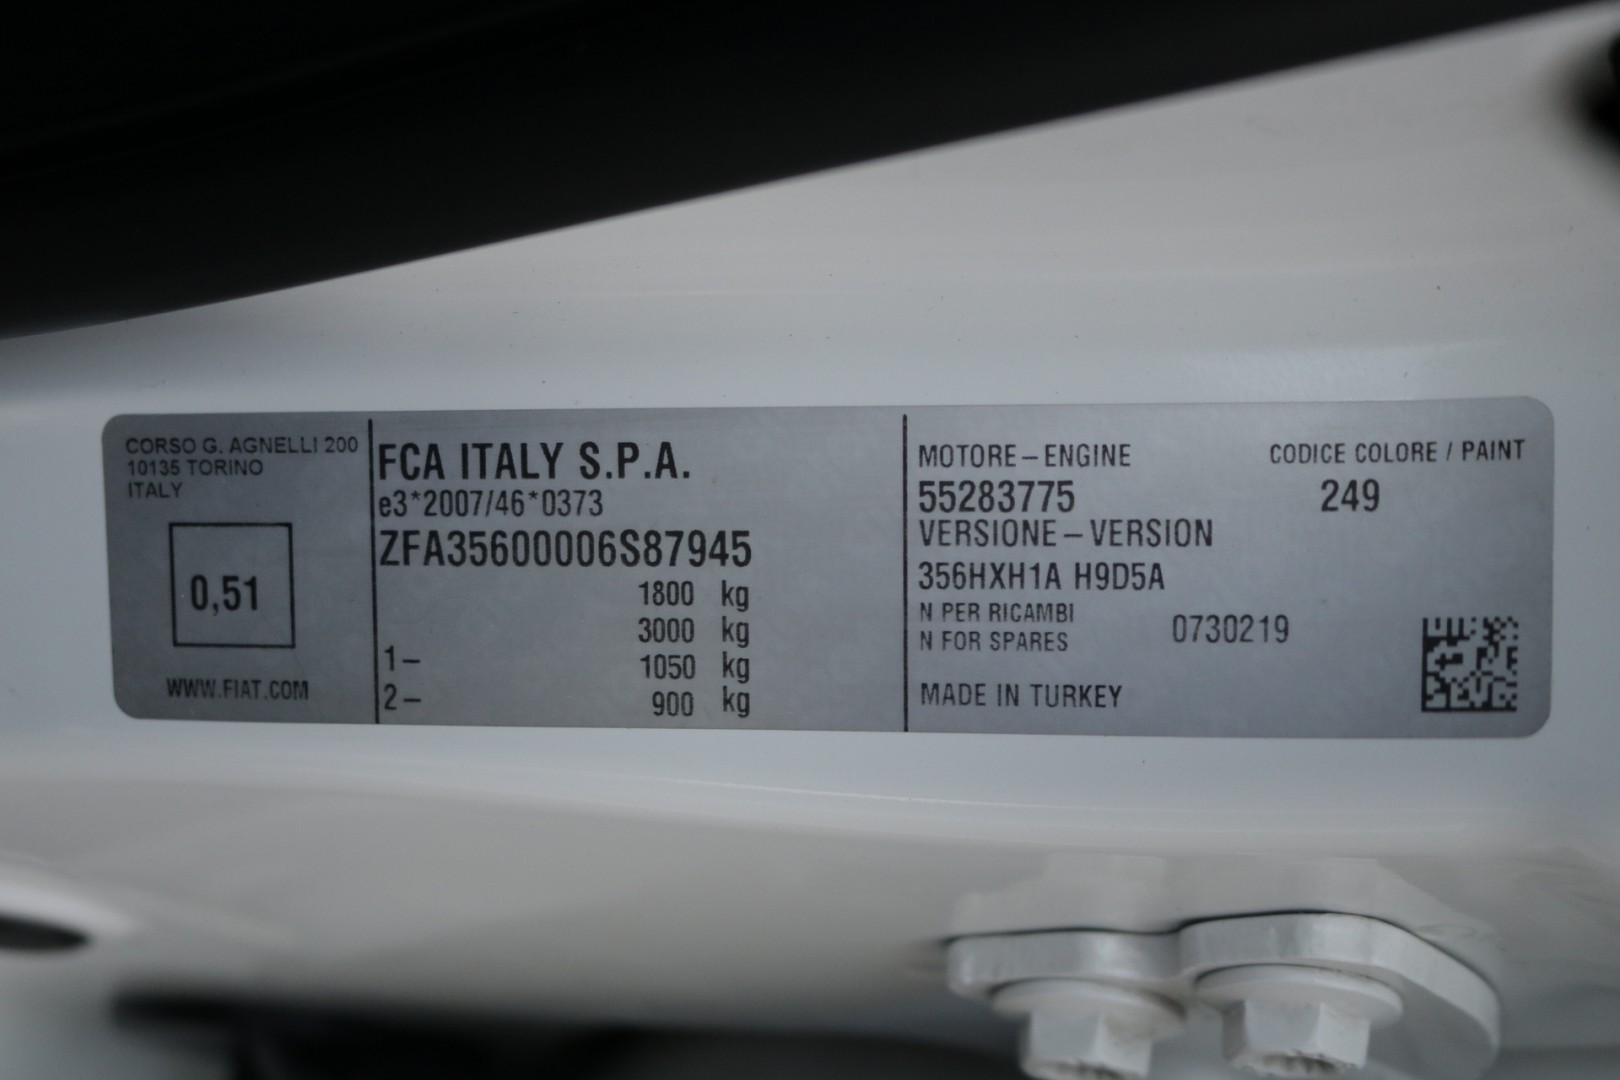 CORSO G. AGNELLI 200
10135 TORINO
ITALY
0,51
WWW.FIAT.COM
FCA ITALY S.P.A.
e3*2007/46*0373
ZFA35600006S87945
1800 kg
3000 kg
1– 1050 kg
2– 900 kg
MOTORE–ENGINE
55283775
VERSIONE–VERSION
356HXH1A H9D5A
N PER RICAMBI
N FOR SPARES
0730219
MADE IN TURKEY
CODICE COLORE / PAINT
249